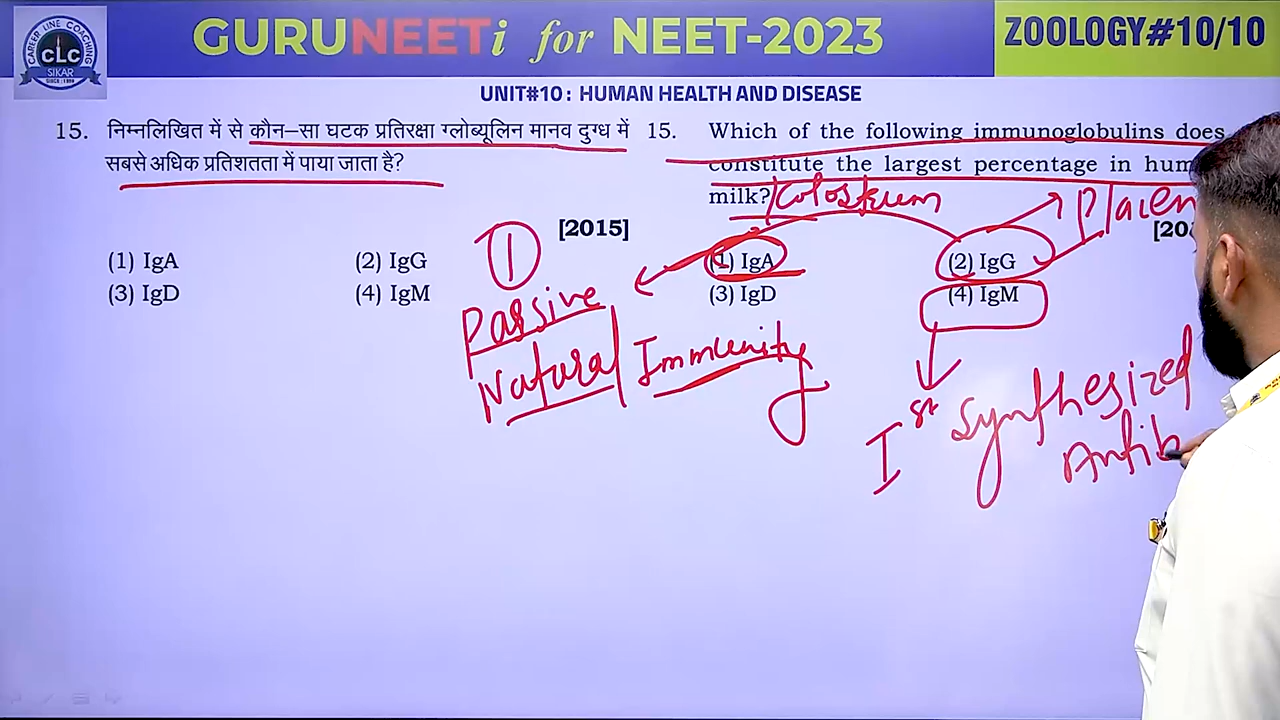 CAREER LINE COACHING
CLC
SIKAR
SINCE : 1996
GURUNEETi for NEET-2023
ZOOLOGY#10/10
UNIT#10 : HUMAN HEALTH AND DISEASE
15. निम्नलिखित में से कौन–सा घटक प्रतिरक्षा ग्लोब्यूलिन मानव दुग्ध में
सबसे अधिक प्रतिशतता में पाया जाता है?
[2015]
(1) IgA (2) IgG
(3) IgD (4) IgM
15. Which of the following immunoglobulins does
constitute the largest percentage in hum
milk?
Colostrum
Placen
[20
(1) IgA (2) IgG
(3) IgD (4) IgM
1
Passive
Natural Immunity
Ist Synthesized
Antib